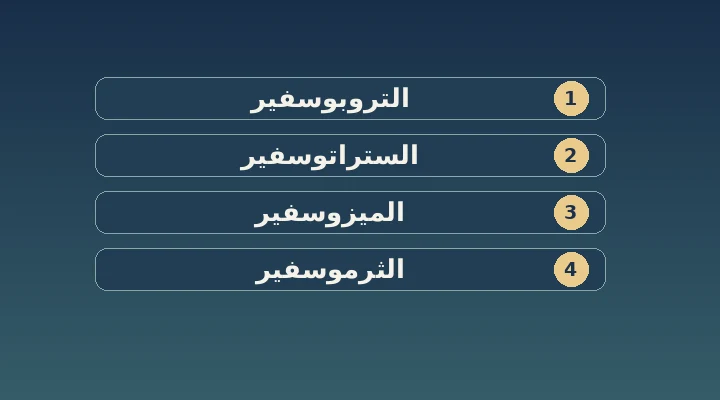 1 التروبوسفير
2 الستراتوسفير
3 الميزوسفير
4 الثرموسفير